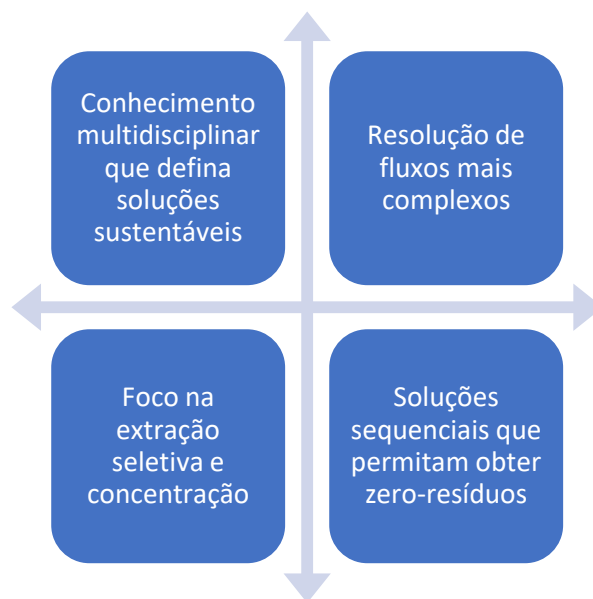 Conhecimento
multidisciplinar
que defina
soluções
sustentáveis
Resolução de
fluxos mais
complexos
Foco na
extração
seletiva e
concentração
Soluções
sequenciais que
permitam obter
zero-resíduos